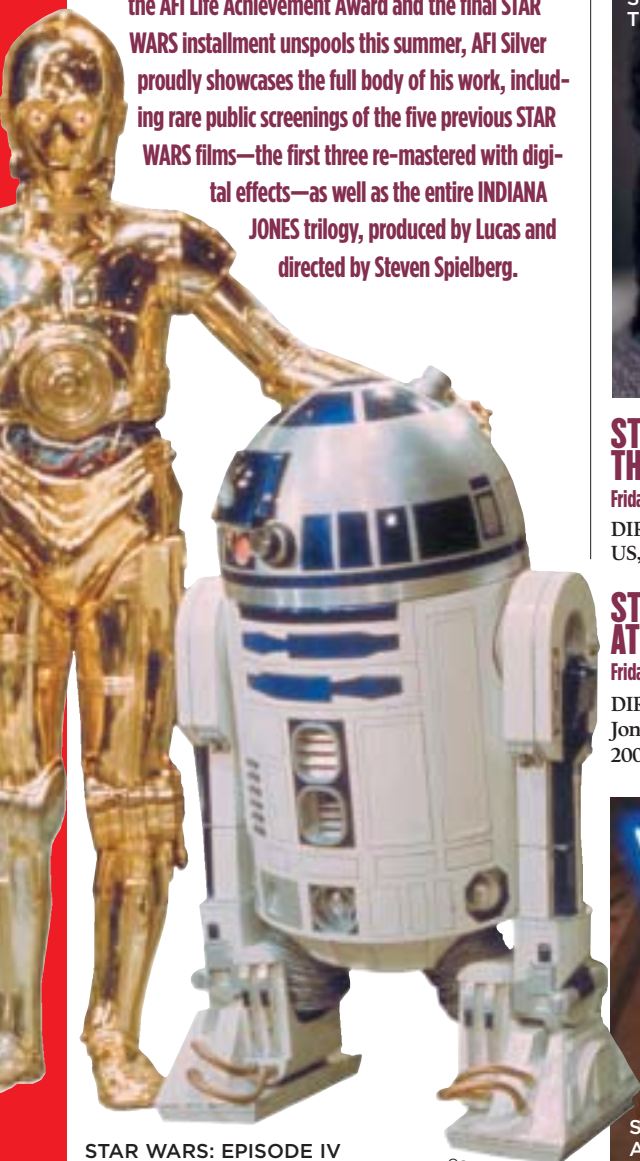 the AFI Life Achievement Award and the final STAR
WARS installment unspools this summer, AFI Silver
proudly showcases the full body of his work, includ-
ing rare public screenings of the five previous STAR
WARS films—the first three re-mastered with digi-
tal effects—as well as the entire INDIANA
JONES trilogy, produced by Lucas and
directed by Steven Spielberg.
STAR WARS: EPISODE IV
ST
TH
Frida
DIR
US,
ST
AT
Frida
DIR
Jon
200